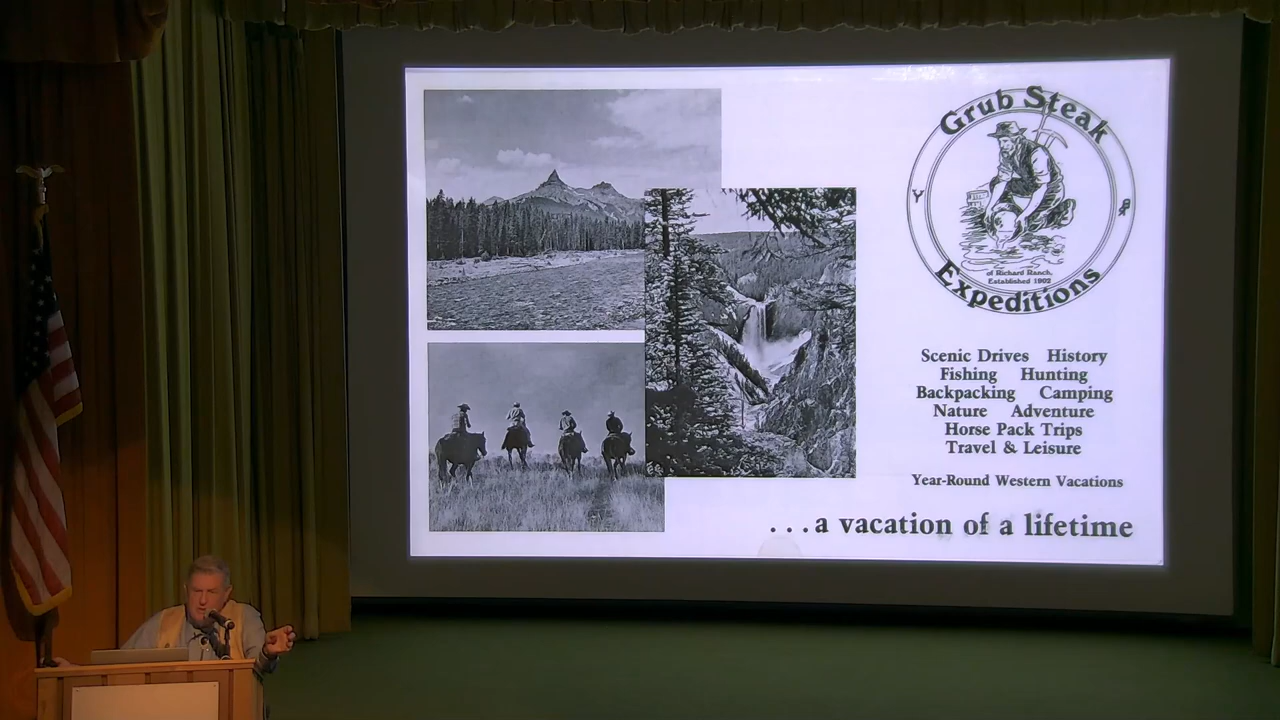 Grub Steak
of Richard Ranch,
Established 1902
Expeditions
Scenic Drives History
Fishing Hunting
Backpacking Camping
Nature Adventure
Horse Pack Trips
Travel & Leisure
Year-Round Western Vacations
...a vacation of a lifetime